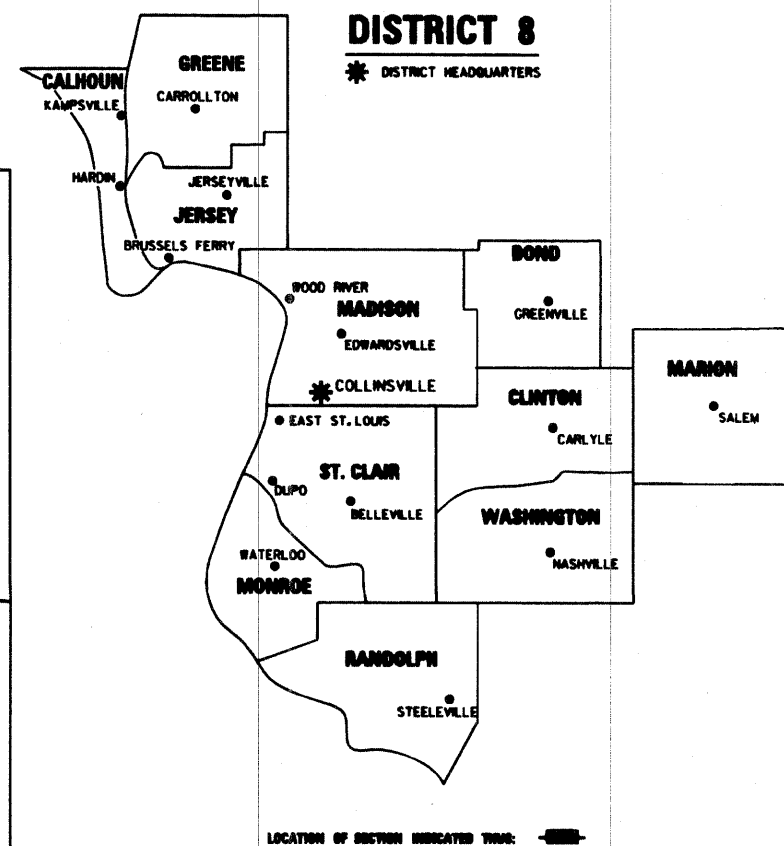 DISTRICT 8
DISTRICT HEADQUARTERS
GREENE
CALHOUN
KAMPSVILLE
CARROLLTON
HARDIN
JERSEYVILLE
JERSEY
BRUSSELS FERRY
BOND
WOOD RIVER
MADISON
GREENVILLE
EDWARDSVILLE
MARION
COLLINSVILLE
CLINTON
SALEM
EAST ST.LOUIS
CARLYLE
ST. CLAIR
DUPO
BELLEVILLE
WASHINGTON
WATERLOO
NASHVILLE
MONROE
RANDOLPH
STEELEVILLE
LOCATION OF SECTION INDICATED THUS: